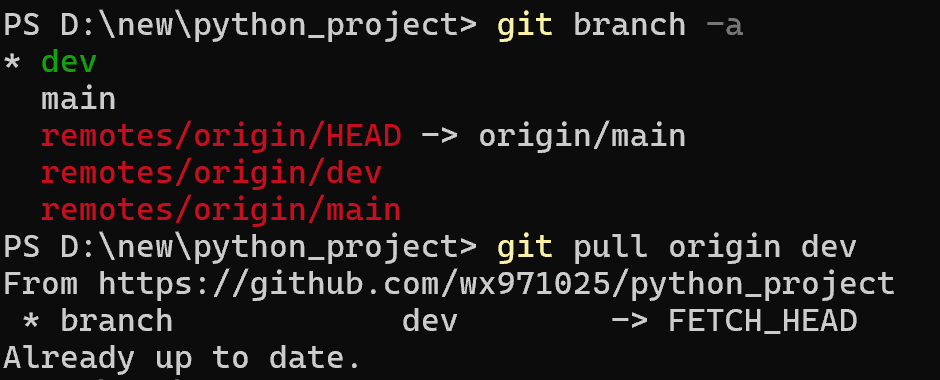 PS D:\new\python_project> git branch -a
* dev
  main
  remotes/origin/HEAD -> origin/main
  remotes/origin/dev
  remotes/origin/main
PS D:\new\python_project> git pull origin dev
From https://github.com/wx971025/python_project
 * branch            dev        -> FETCH_HEAD
Already up to date.